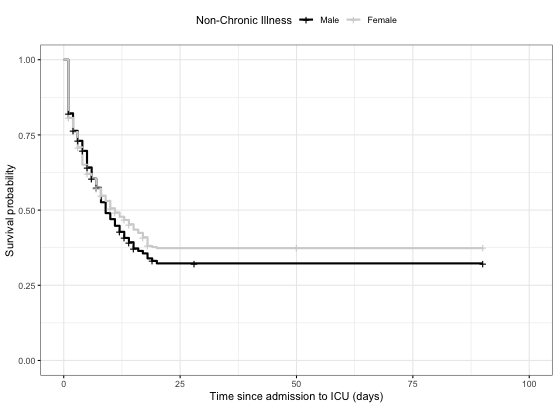 Non-Chronic Illness Male Female
1.00
0.75
0.50
0.25
0.00
Survival probability
0 25 50 75 100
Time since admission to ICU (days)